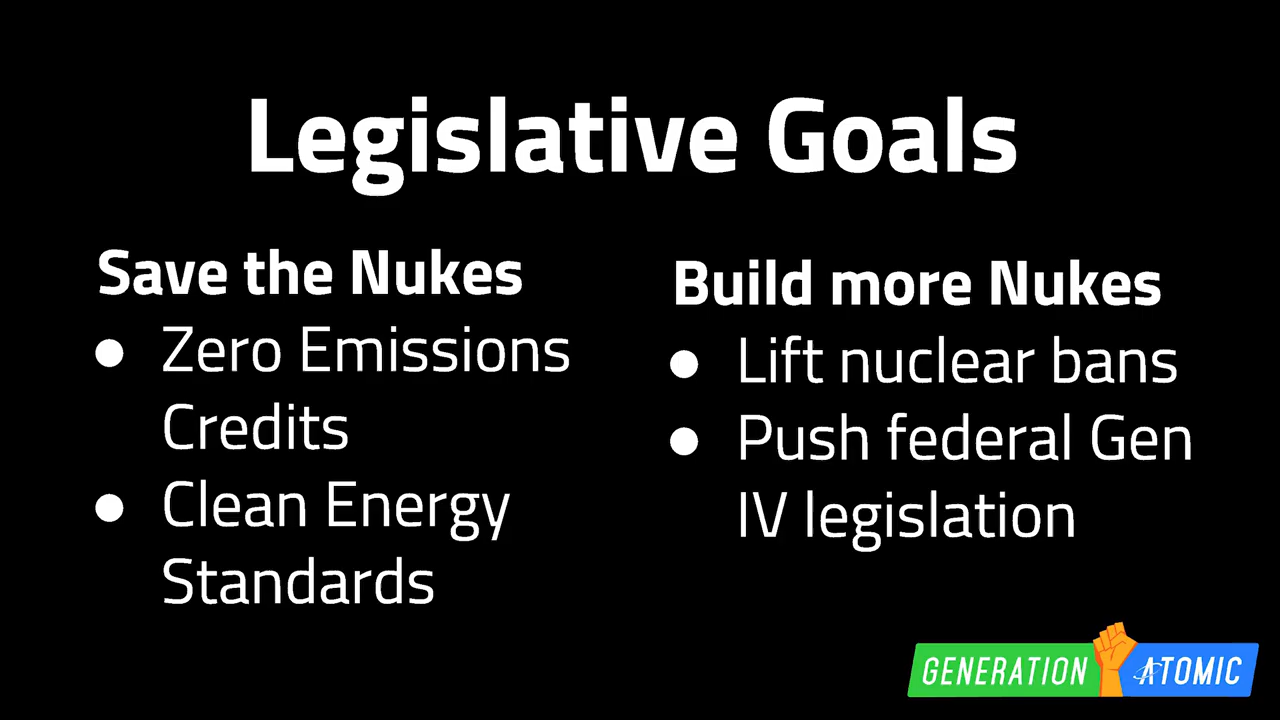 Legislative Goals
Save the Nukes
● Zero Emissions
Credits
● Clean Energy
Standards
Build more Nukes
● Lift nuclear bans
● Push federal Gen
IV legislation
GENERATION ATOMIC